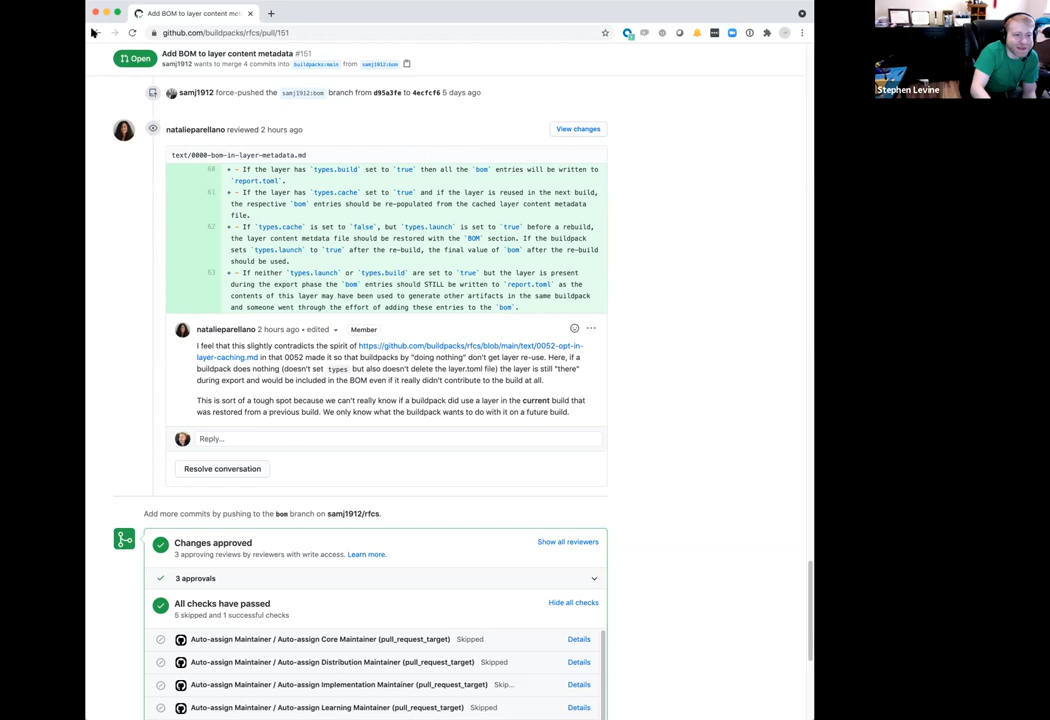 Add BOM to layer content met
github.com/buildpacks/rfcs/pull/151
Open
Add BOM to layer content metadata #151
samj1912 wants to merge 4 commits into buildpacks:main from samj1912:bom
samj1912 force-pushed the samj1912:bom branch from d95a3fe to 4ecfcf6 5 days ago
natalieparellano reviewed 2 hours ago
View changes
text/0000-bom-in-layer-metadata.md
60 + - If the layer has `types.build` set to `true` then all the `bom` entries will be written to
`report.toml`.
61 + - If the layer has `types.cache` set to `true` and if the layer is reused in the next build,
the respective `bom` entries should be re-populated from the cached layer content metadata
file.
62 + - If `types.cache` is set to `false`, but `types.launch` is set to `true` before a rebuild,
the layer content metdata file should be restored with the `BOM` section. If the buildpack
sets `types.launch` to `true` after the re-build, the final value of `bom` after the re-build
should be used.
63 + - If neither `types.launch` or `types.build` are set to `true` but the layer is present
during the export phase the `bom` entries should STILL be written to `report.toml` as the
contents of this layer may have been used to generate other artifacts in the same buildpack
and someone went through the effort of adding these entries to the `bom`.
natalieparellano 2 hours ago • edited Member
I feel that this slightly contradicts the spirit of https://github.com/buildpacks/rfcs/blob/main/text/0052-opt-in-
layer-caching.md in that 0052 made it so that buildpacks by "doing nothing" don't get layer re-use. Here, if a
buildpack does nothing (doesn't set types but also doesn't delete the layer.toml file) the layer is still "there"
during export and would be included in the BOM even if it really didn't contribute to the build at all.
This is sort of a tough spot because we can't really know if a buildpack did use a layer in the current build that
was restored from a previous build. We only know what the buildpack wants to do with it on a future build.
Reply...
Resolve conversation
Add more commits by pushing to the bom branch on samj1912/rfcs.
Changes approved
3 approving reviews by reviewers with write access. Learn more.
Show all reviewers
3 approvals
All checks have passed
5 skipped and 1 successful checks
Hide all checks
Auto-assign Maintainer / Auto-assign Core Maintainer (pull_request_target) Skipped Details
Auto-assign Maintainer / Auto-assign Distribution Maintainer (pull_request_target) Skipped Details
Auto-assign Maintainer / Auto-assign Implementation Maintainer (pull_request_target) Skip... Details
Auto-assign Maintainer / Auto-assign Learning Maintainer (pull_request_target) Skipped Details
Stephen Levine